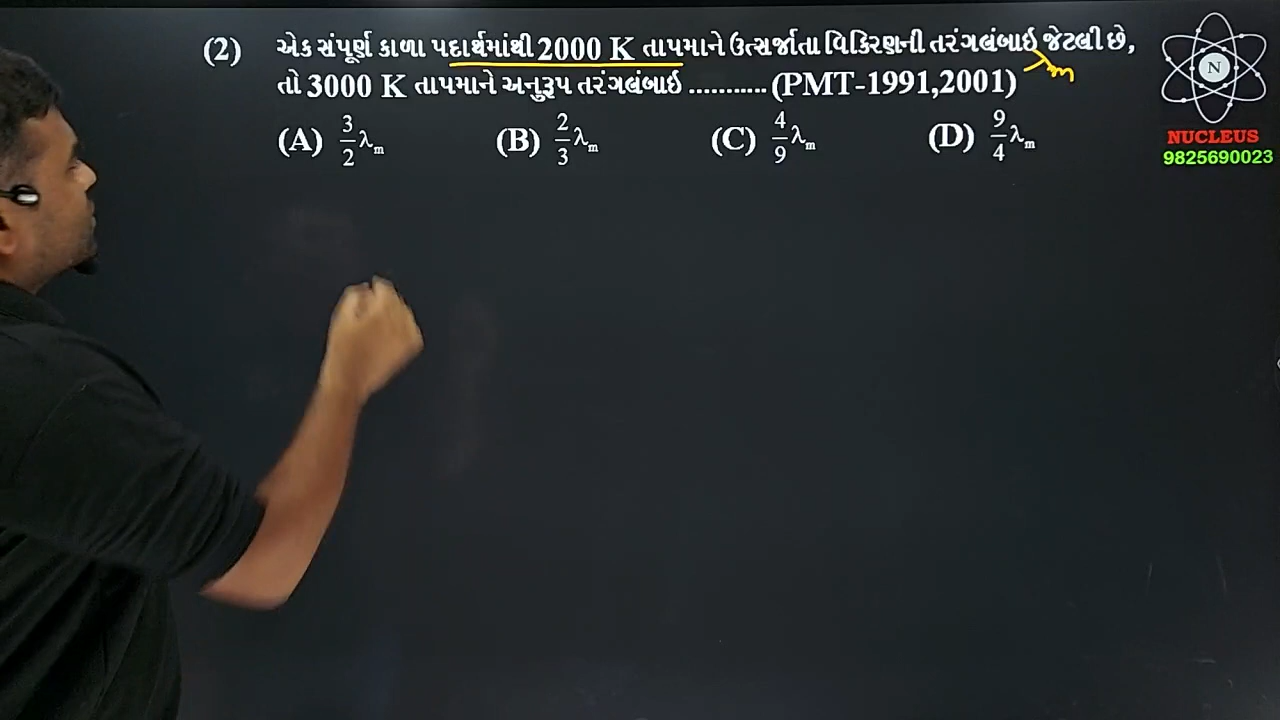 (2) એક સંપૂર્ણ કાળા પદાર્થમાંથી 2000 K તાપમાને ઉત્સર્જાતા વિકિરણની તરંગલંબાઈ જેટલી છે,
λm
તો 3000 K તાપમાને અનુરૂપ તરંગલંબાઈ ........... (PMT-1991,2001)
(A) 3/2 λm (B) 2/3 λm (C) 4/9 λm (D) 9/4 λm
N
NUCLEUS
9825690023